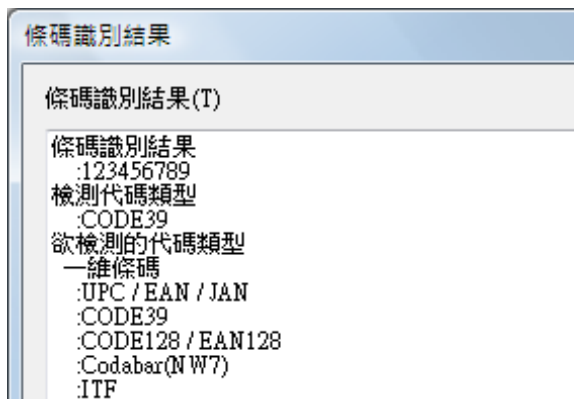 條碼識別結果
條碼識別結果(T)
條碼識別結果
:123456789
檢測代碼類型
:CODE39
欲檢測的代碼類型
一維條碼
:UPC / EAN / JAN
:CODE39
:CODE128 / EAN128
:Codabar(NW7)
:ITF